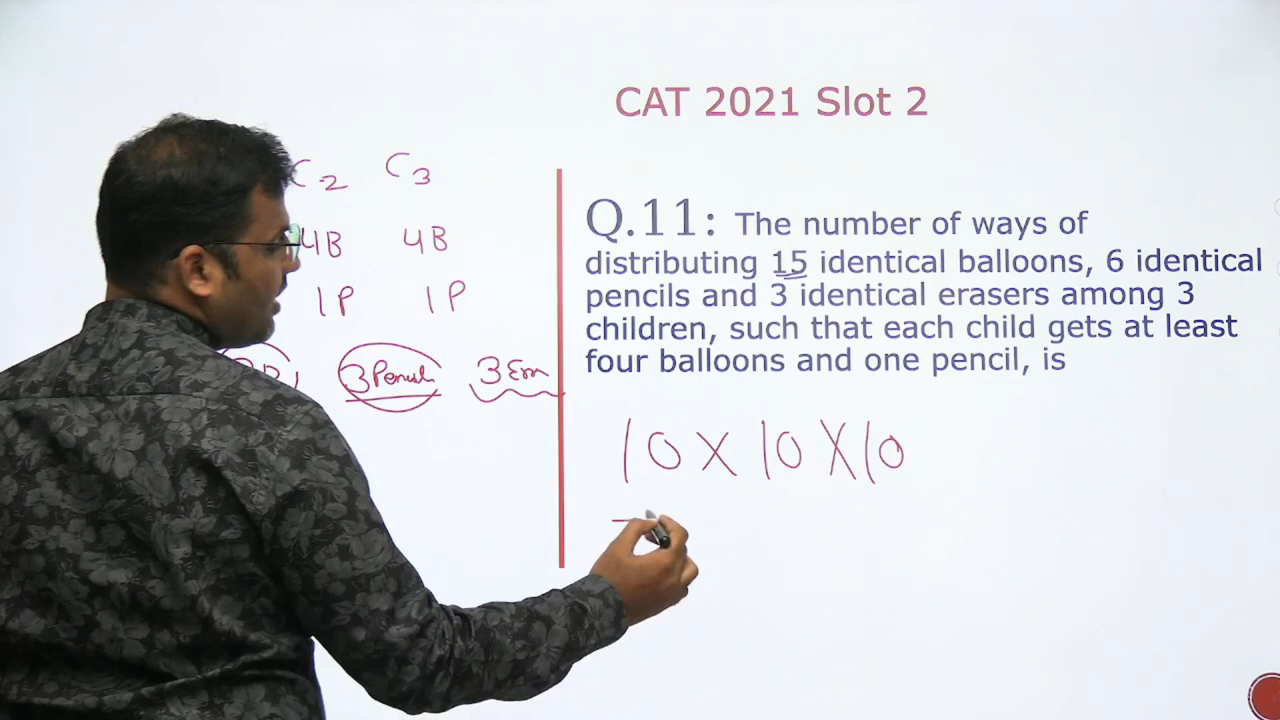 CAT 2021 Slot 2
C2 C3
4B 4B
1P 1P
3 Pencil 3 Era
Q.11: The number of ways of
distributing 15 identical balloons, 6 identical
pencils and 3 identical erasers among 3
children, such that each child gets at least
four balloons and one pencil, is
10 X 10 X 10